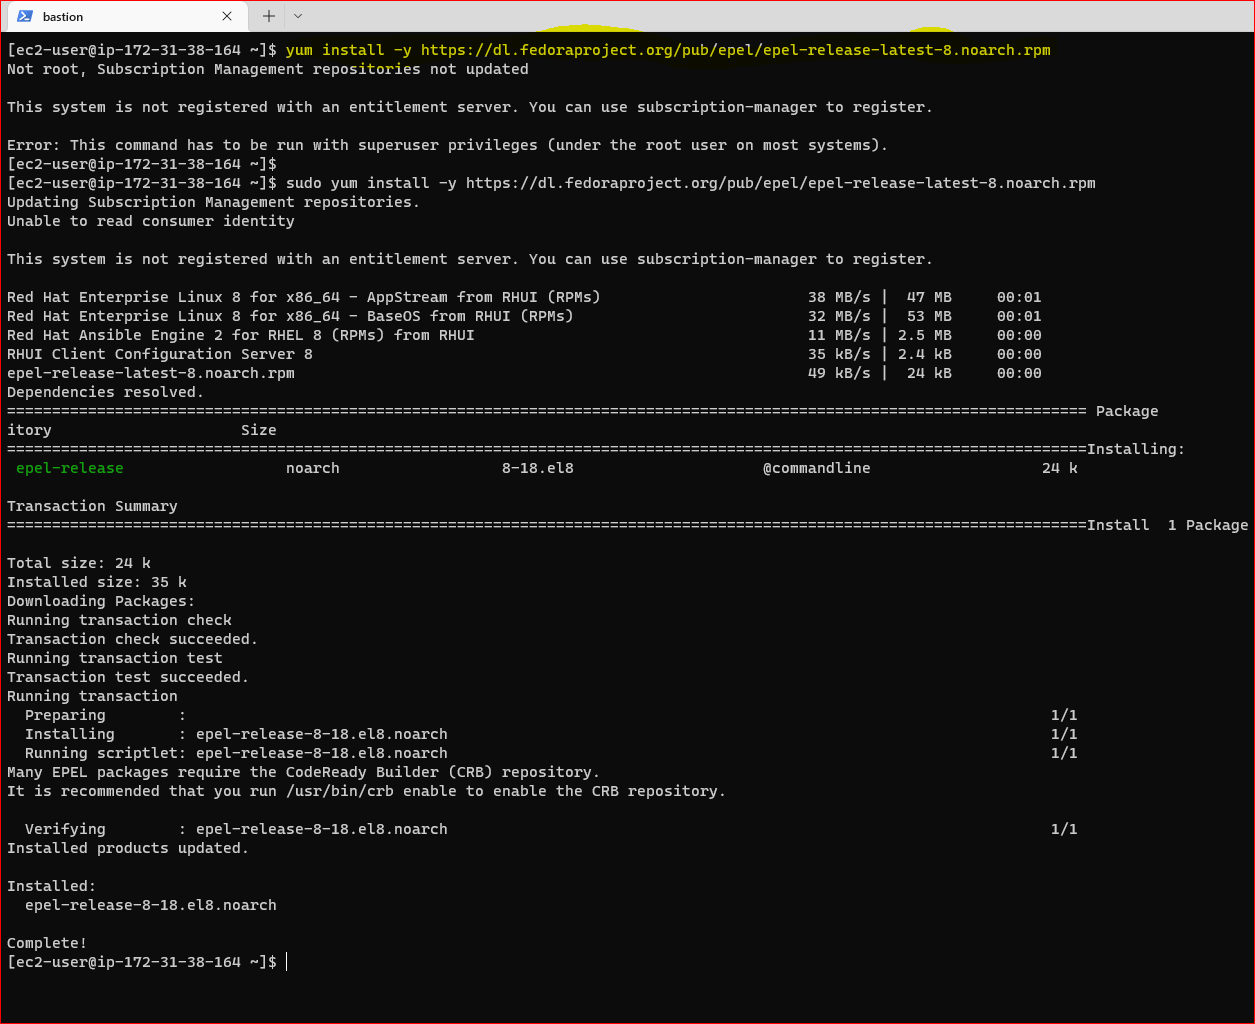 bastion
[ec2-user@ip-172-31-38-164 ~]$ yum install -y https://dl.fedoraproject.org/pub/epel/epel-release-latest-8.noarch.rpm
Not root, Subscription Management repositories not updated
This system is not registered with an entitlement server. You can use subscription-manager to register.
Error: This command has to be run with superuser privileges (under the root user on most systems).
[ec2-user@ip-172-31-38-164 ~]$
[ec2-user@ip-172-31-38-164 ~]$ sudo yum install -y https://dl.fedoraproject.org/pub/epel/epel-release-latest-8.noarch.rpm
Updating Subscription Management repositories.
Unable to read consumer identity
This system is not registered with an entitlement server. You can use subscription-manager to register.
Red Hat Enterprise Linux 8 for x86_64 - AppStream from RHUI (RPMs) 38 MB/s | 47 MB 00:01
Red Hat Enterprise Linux 8 for x86_64 - BaseOS from RHUI (RPMs) 32 MB/s | 53 MB 00:01
Red Hat Ansible Engine 2 for RHEL 8 (RPMs) from RHUI 11 MB/s | 2.5 MB 00:00
RHUI Client Configuration Server 8 35 kB/s | 2.4 kB 00:00
epel-release-latest-8.noarch.rpm 49 kB/s | 24 kB 00:00
Dependencies resolved.
======================================================================================================================== Package
itory Size
========================================================================================================================Installing:
epel-release noarch 8-18.el8 @commandline 24 k
Transaction Summary
========================================================================================================================Install 1 Package
Total size: 24 k
Installed size: 35 k
Downloading Packages:
Running transaction check
Transaction check succeeded.
Running transaction test
Transaction test succeeded.
Running transaction
Preparing : 1/1
Installing : epel-release-8-18.el8.noarch 1/1
Running scriptlet: epel-release-8-18.el8.noarch 1/1
Many EPEL packages require the CodeReady Builder (CRB) repository.
It is recommended that you run /usr/bin/crb enable to enable the CRB repository.
Verifying : epel-release-8-18.el8.noarch 1/1
Installed products updated.
Installed:
epel-release-8-18.el8.noarch
Complete!
[ec2-user@ip-172-31-38-164 ~]$